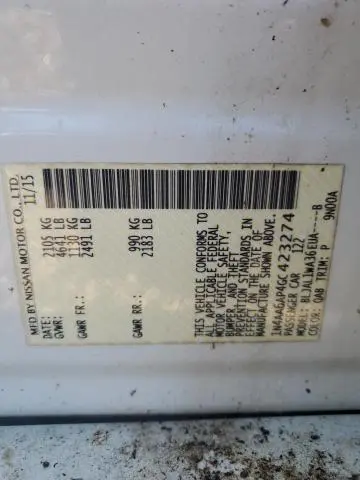 MFD BY NISSAN MOTOR CO.,LTD.
DATE: 11/15
GVWR: 2105 KG
4641 LB
GAWR FR: 1130 KG
2491 LB
GAWR RR: 990 KG
2183 LB
THIS VEHICLE CONFORMS TO
ALL APPLICABLE FEDERAL
MOTOR VEHICLE SAFETY,
BUMPER, AND THEFT
PREVENTION STANDARDS IN
EFFECT ON THE DATE OF
MANUFACTURE SHOWN ABOVE.
1N4AA6AP4GC423274
PASSENGER CAR 122
MODEL: BLJALLWA36EUA----B
COLOR: QAB TRIM: P 9N00A